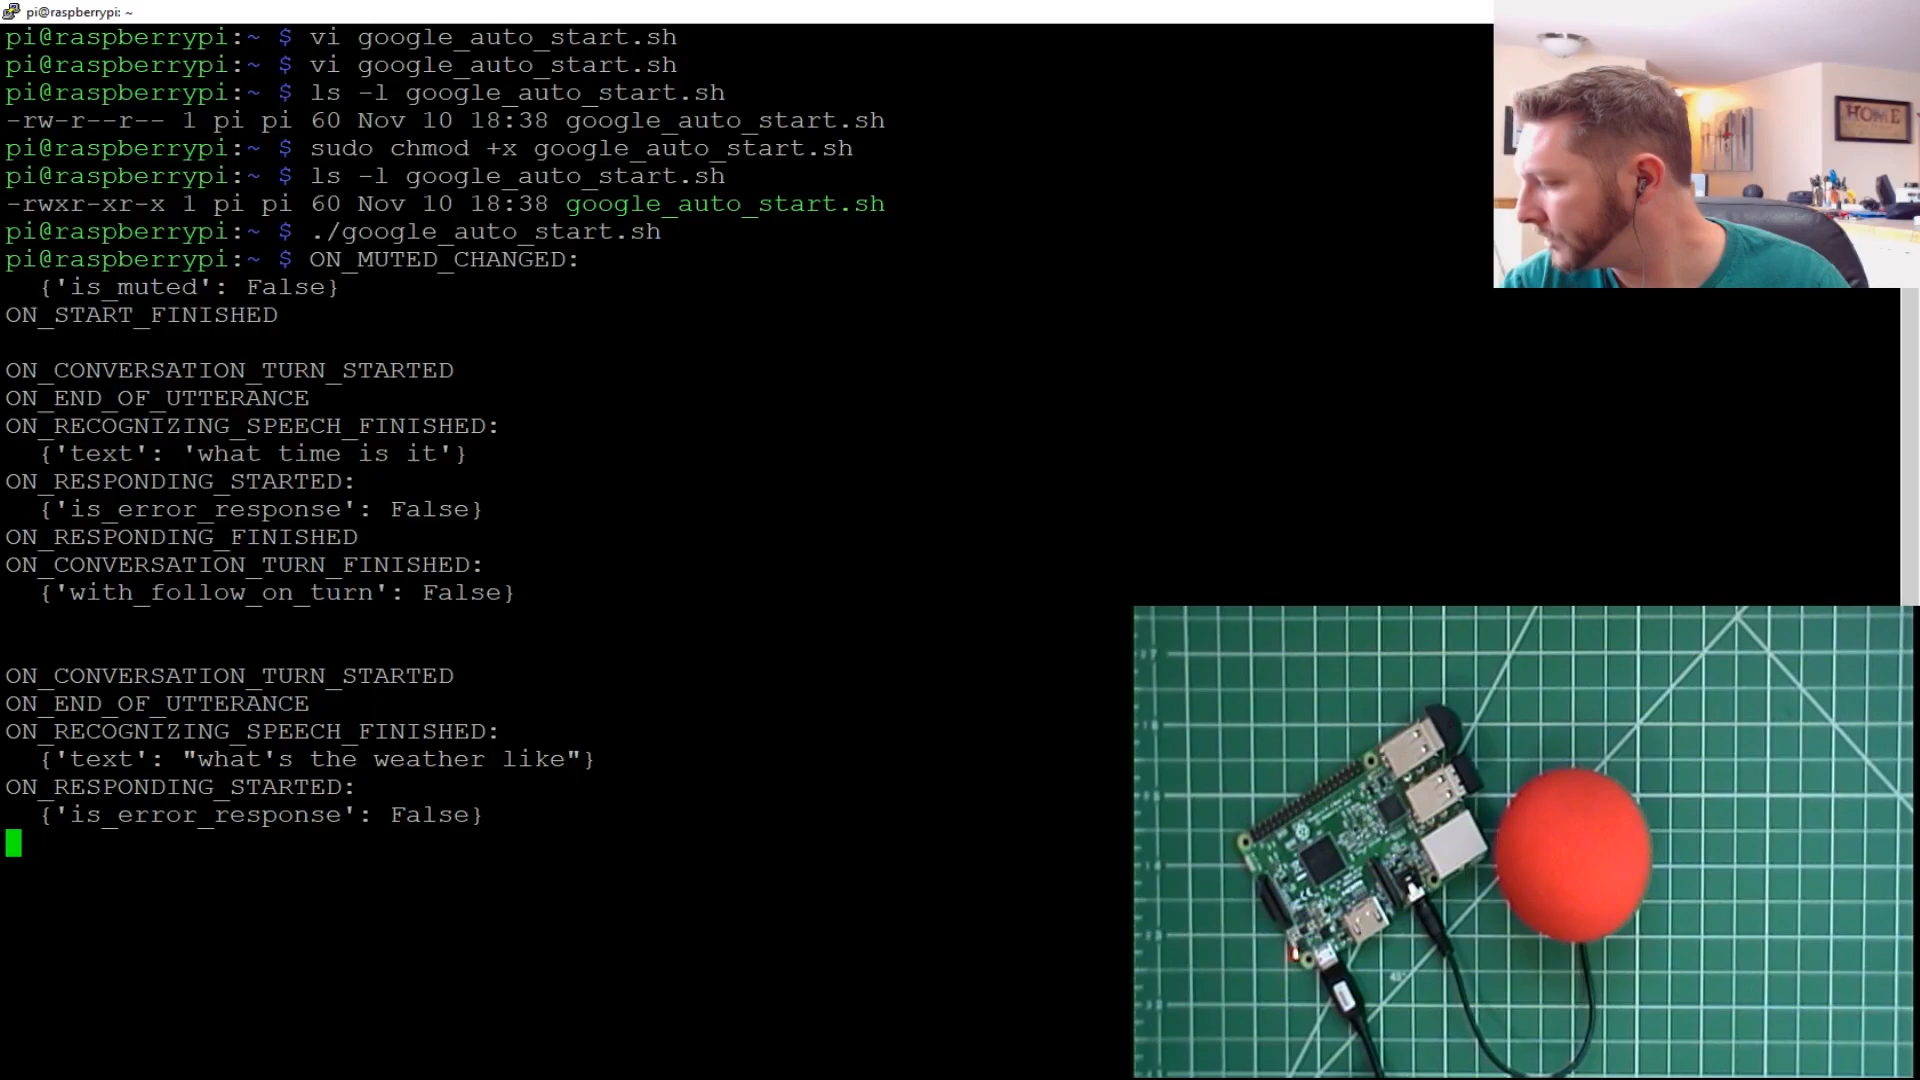 pi@raspberrypi: ~
pi@raspberrypi:~ $ vi google_auto_start.sh
pi@raspberrypi:~ $ vi google_auto_start.sh
pi@raspberrypi:~ $ ls -l google_auto_start.sh
-rw-r--r-- 1 pi pi 60 Nov 10 18:38 google_auto_start.sh
pi@raspberrypi:~ $ sudo chmod +x google_auto_start.sh
pi@raspberrypi:~ $ ls -l google_auto_start.sh
-rwxr-xr-x 1 pi pi 60 Nov 10 18:38 google_auto_start.sh
pi@raspberrypi:~ $ ./google_auto_start.sh
pi@raspberrypi:~ $ ON_MUTED_CHANGED:
{'is_muted': False}
ON_START_FINISHED
ON_CONVERSATION_TURN_STARTED
ON_END_OF_UTTERANCE
ON_RECOGNIZING_SPEECH_FINISHED:
{'text': 'what time is it'}
ON_RESPONDING_STARTED:
{'is_error_response': False}
ON_RESPONDING_FINISHED
ON_CONVERSATION_TURN_FINISHED:
{'with_follow_on_turn': False}
ON_CONVERSATION_TURN_STARTED
ON_END_OF_UTTERANCE
ON_RECOGNIZING_SPEECH_FINISHED:
{'text': "what's the weather like"}
ON_RESPONDING_STARTED:
{'is_error_response': False}
HOME